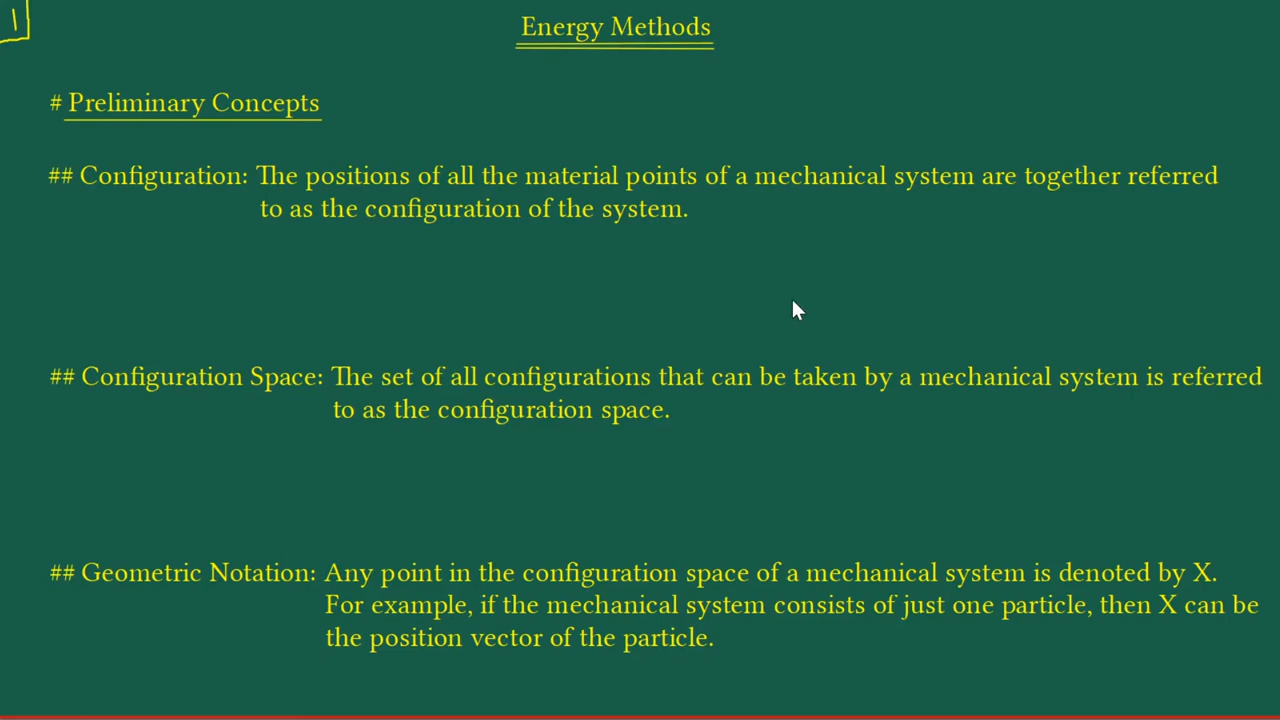 1
Energy Methods
# Preliminary Concepts
## Configuration: The positions of all the material points of a mechanical system are together referred
to as the configuration of the system.
## Configuration Space: The set of all configurations that can be taken by a mechanical system is referred
to as the configuration space.
## Geometric Notation: Any point in the configuration space of a mechanical system is denoted by X.
For example, if the mechanical system consists of just one particle, then X can be
the position vector of the particle.